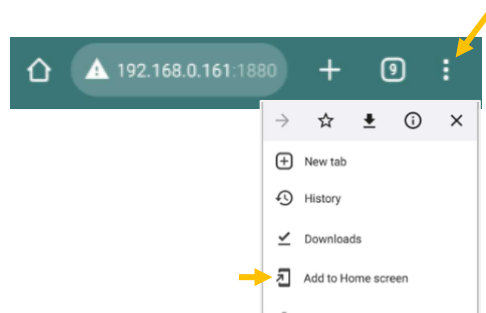 192.168.0.161:1880
9
New tab
History
Downloads
Add to Home screen